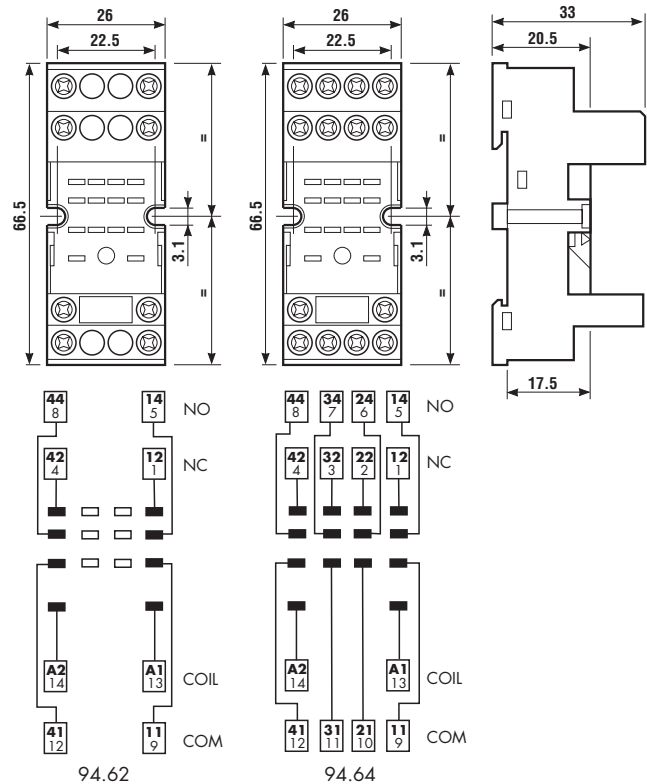 26 26 33
22.5 22.5 20.5
66.5 = 3.1 = 66.5 = 3.1 =
17.5
44 14 44 34 24 14
8 5 NO 8 7 6 5 NO
42 12 42 32 22 12
4 1 NC 4 3 2 1 NC
A2 A1 A2 A1
14 13 COIL 14 13 COIL
41 11 41 31 21 11
12 9 COM 12 11 10 9 COM
94.62 94.64